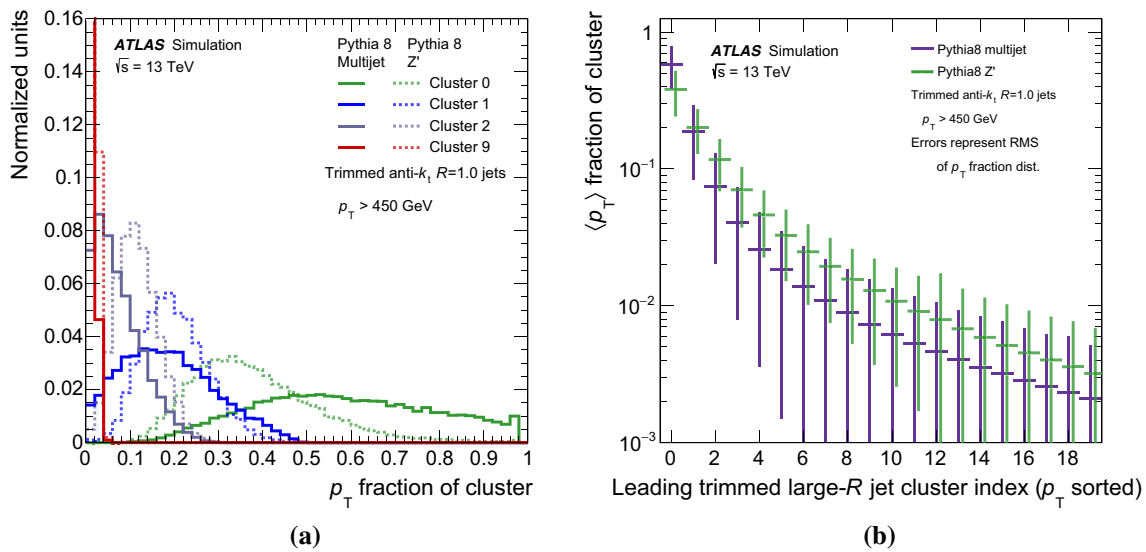 Normalized units
0.16
0.14
0.12
0.1
0.08
0.06
0.04
0.02
0
ATLAS Simulation
√s = 13 TeV
Pythia 8 Pythia 8
Multijet Z'
Cluster 0
Cluster 1
Cluster 2
Cluster 9
Trimmed anti-kt R=1.0 jets
pT > 450 GeV
0 0.1 0.2 0.3 0.4 0.5 0.6 0.7 0.8 0.9 1
pT fraction of cluster
(a)
⟨pT⟩ fraction of cluster
10
1
10−1
10−2
10−3
ATLAS Simulation
√s = 13 TeV
Pythia8 multijet
Pythia8 Z'
Trimmed anti-kt R=1.0 jets
pT > 450 GeV
Errors represent RMS
of pT fraction dist.
0 2 4 6 8 10 12 14 16 18
Leading trimmed large-R jet cluster index (pT sorted)
(b)